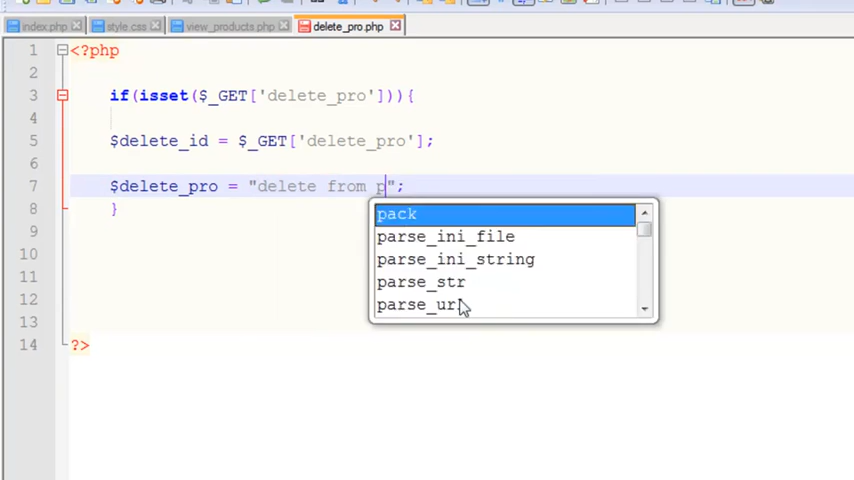 index.php style.css view_products.php delete_pro.php
1 <?php
2
3 if(isset($_GET['delete_pro'])){
4
5 $delete_id = $_GET['delete_pro'];
6
7 $delete_pro = "delete from p";
8 }
9
10
11
12
13
14 ?>
pack
parse_ini_file
parse_ini_string
parse_str
parse_url